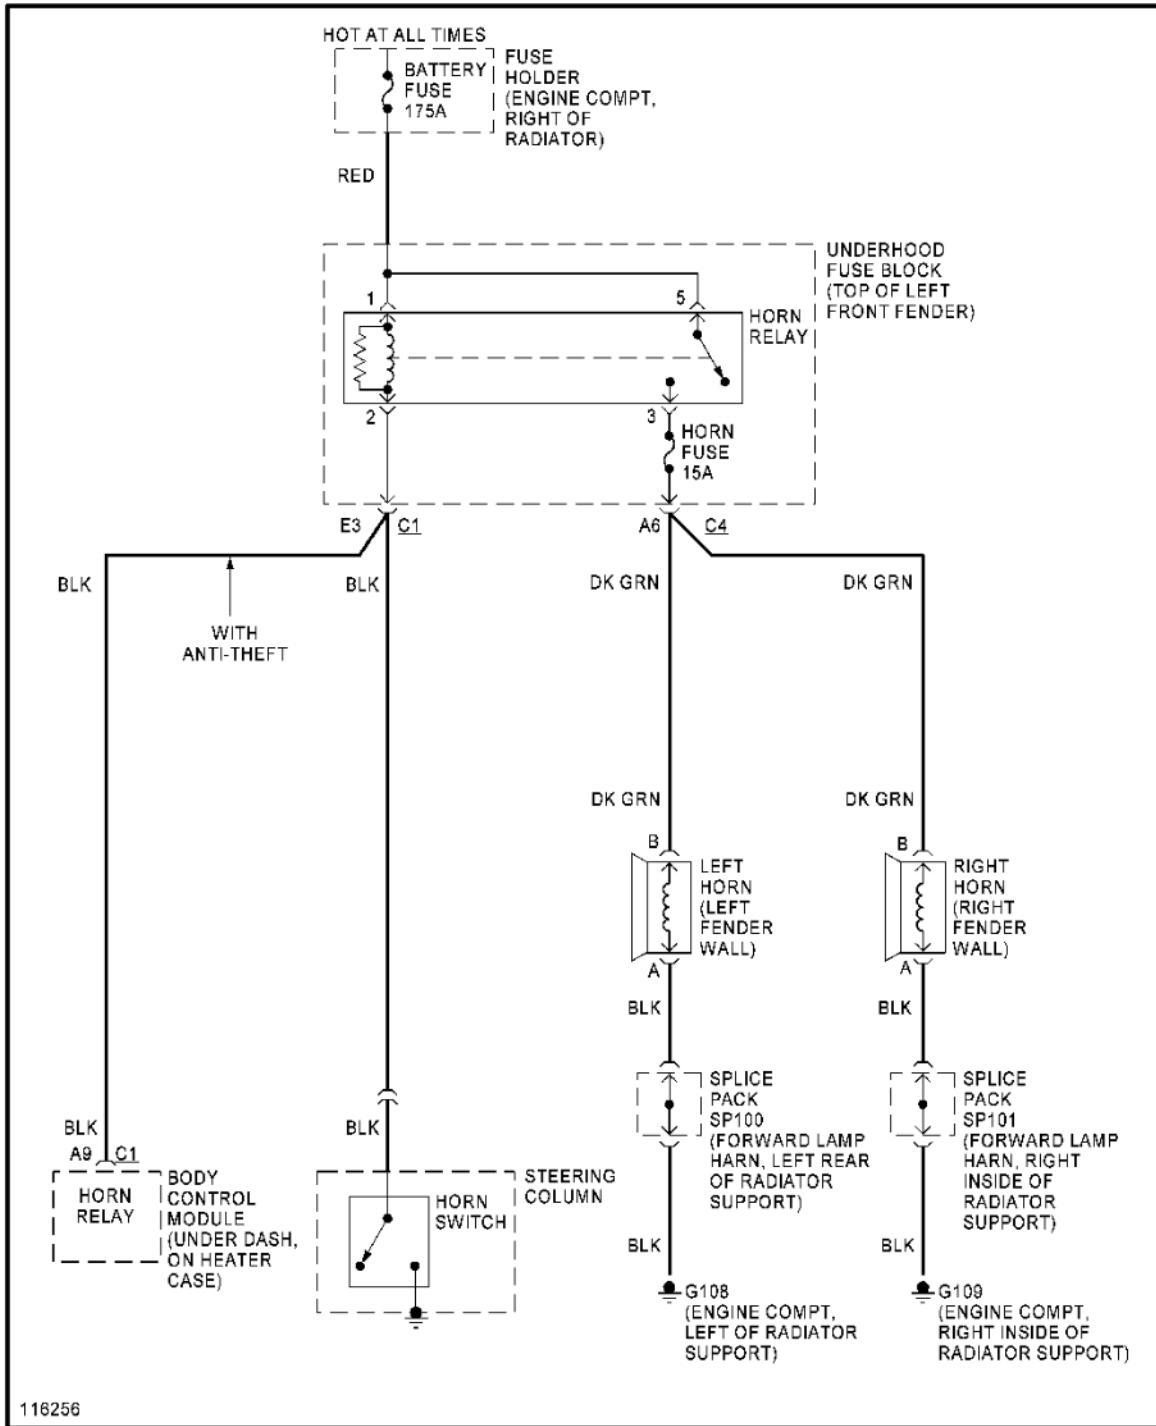 HOT AT ALL TIMES
BATTERY
FUSE
175A
FUSE
HOLDER
(ENGINE COMPT,
RIGHT OF
RADIATOR)
RED
UNDERHOOD
FUSE BLOCK
(TOP OF LEFT
FRONT FENDER)
1
5
HORN
RELAY
2
3
HORN
FUSE
15A
E3
C1
A6
C4
BLK
BLK
DK GRN
DK GRN
WITH
ANTI-THEFT
DK GRN
DK GRN
B
LEFT
HORN
(LEFT
FENDER
WALL)
A
B
RIGHT
HORN
(RIGHT
FENDER
WALL)
A
BLK
BLK
SPLICE
PACK
SP100
(FORWARD LAMP
HARN, LEFT REAR
OF RADIATOR
SUPPORT)
SPLICE
PACK
SP101
(FORWARD LAMP
HARN, RIGHT
INSIDE OF
RADIATOR
SUPPORT)
BLK
A9
C1
HORN
RELAY
BODY
CONTROL
MODULE
(UNDER DASH,
ON HEATER
CASE)
BLK
HORN
SWITCH
STEERING
COLUMN
BLK
BLK
G108
(ENGINE COMPT,
LEFT OF RADIATOR
SUPPORT)
G109
(ENGINE COMPT,
RIGHT INSIDE OF
RADIATOR SUPPORT)
116256